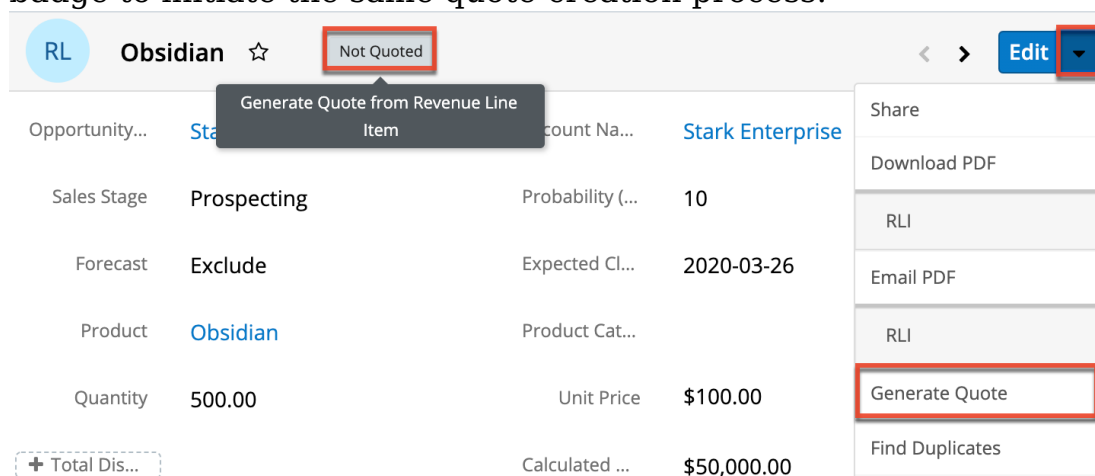 badge to initiate the same quote creation process:
RL Obsidian Not Quoted Edit
Generate Quote from Revenue Line
Item
Opportunity... Sta count Na... Stark Enterprise
Sales Stage Prospecting Probability (... 10
Forecast Exclude Expected Cl... 2020-03-26
Product Obsidian Product Cat...
Quantity 500.00 Unit Price $100.00
+ Total Dis... Calculated ... $50,000.00
Share
Download PDF
RLI
Email PDF
RLI
Generate Quote
Find Duplicates